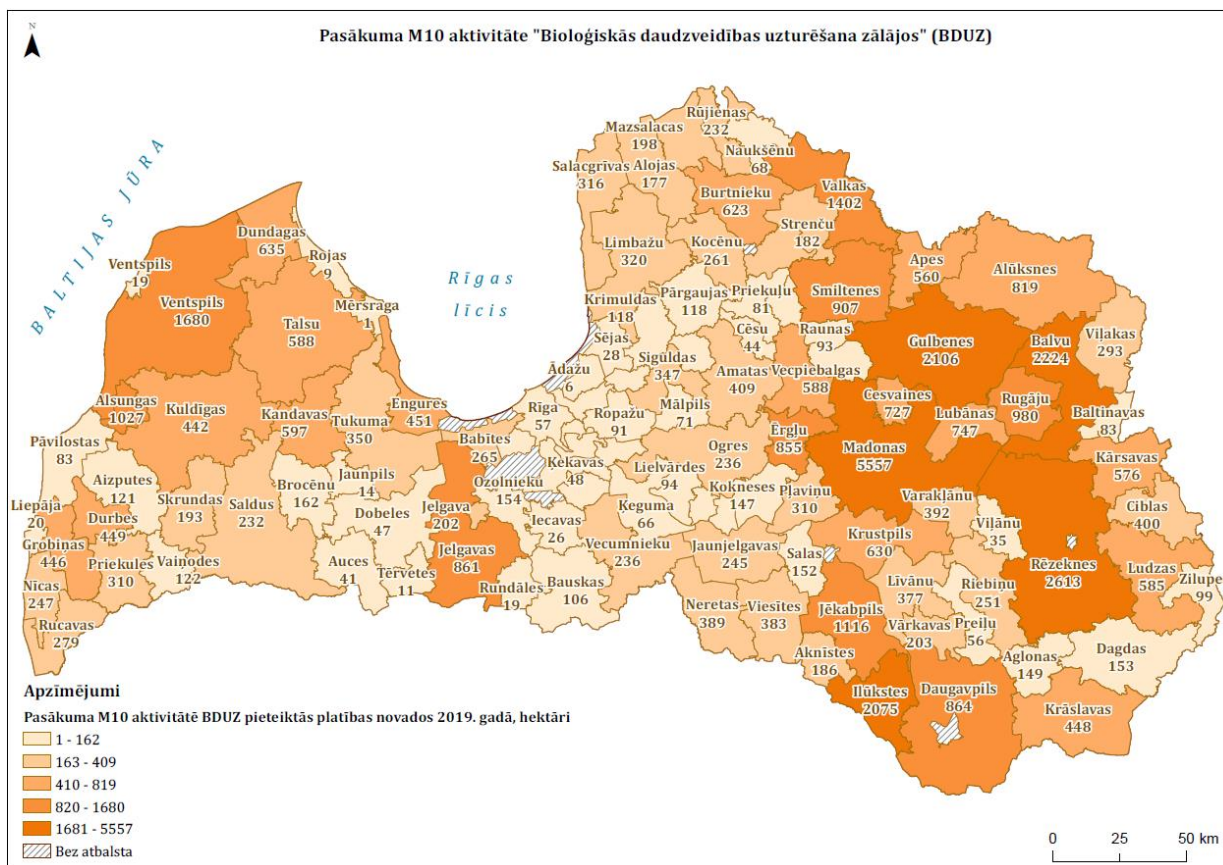 N
Pasākuma M10 aktivitāte "Bioloģiskās daudzveidības uzturēšana zālājos" (BDUZ)
BALTIJAS JŪRA
Rīgas
līcis
Rūjienas
232
Mazsalacas
198
Naukšēnu
68
Salacgrīvas
316
Alojas
177
Burtnieku
623
Valkas
1402
Strenču
182
Limbažu
320
Kocēnu
261
Dundagas
635
Rojas
9
Ventspils
19
Ventspils
1680
Talsu
588
Mērsraga
1
Apes
560
Alūksnes
819
Smiltenes
907
Krimuldas
118
Pārgaujas
118
Priekuļu
81
Cēsu
44
Raunas
93
Gulbenes
2106
Balvu
2224
Viļakas
293
Sējas
28
Siguldas
347
Ādažu
6
Amatas
409
Vecpiebalgas
588
Cesvaines
727
Lubānas
747
Rugāju
980
Baltinavas
83
Alsungas
1027
Kuldīgas
442
Kandavas
597
Tukuma
350
Engures
451
Rīga
57
Ropažu
91
Mālpils
71
Ērgļu
855
Madonas
5557
Pāvilostas
83
Babītes
265
Ogres
236
Kārsavas
576
Aizputes
121
Skrundas
193
Saldus
232
Brocēnu
162
Jaunpils
14
Ozolnieku
154
Ķekavas
48
Lielvārdes
94
Kokneses
147
Pļaviņu
310
Varakļānu
392
Viļānu
35
Ciblas
400
Liepāja
20
Durbes
449
Dobeles
47
Jelgava
202
Iecavas
26
Ķeguma
66
Grobiņas
446
Priekules
310
Vaiņodes
122
Auces
41
Tērvetes
11
Jelgavas
861
Rundāles
19
Bauskas
106
Vecumnieku
236
Jaunjelgavas
245
Salas
152
Krustpils
630
Rēzeknes
2613
Ludzas
585
Zilupes
99
Nīcas
247
Rucavas
279
Neretas
389
Viesītes
383
Jēkabpils
1116
Līvānu
377
Riebiņu
251
Vārkavas
203
Preiļu
56
Aknīstes
186
Aglonas
149
Dagdas
153
Ilūkstes
2075
Daugavpils
864
Krāslavas
448
Apzīmējumi
Pasākuma M10 aktivitātē BDUZ pieteiktās platības novados 2019. gadā, hektāri
1 - 162
163 - 409
410 - 819
820 - 1680
1681 - 5557
Bez atbalsta
0 25 50 km